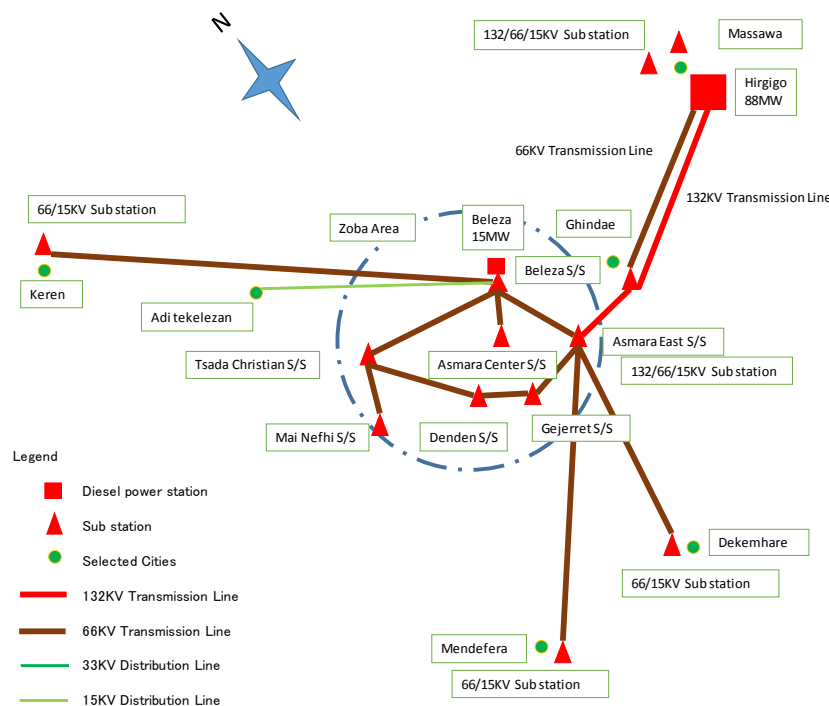 N
132/66/15KV Sub station
Massawa
Hirgigo
88MW
66KV Transmission Line
132KV Transmission Line
66/15KV Sub station
Zoba Area
Beleza
15MW
Ghindae
Beleza S/S
Keren
Adi tekelezan
Tsada Christian S/S
Asmara Center S/S
Asmara East S/S
132/66/15KV Sub station
Mai Nefhi S/S
Denden S/S
Gejerret S/S
Legend
Diesel power station
Sub station
Selected Cities
132KV Transmission Line
66KV Transmission Line
33KV Distribution Line
15KV Distribution Line
Dekemhare
66/15KV Sub station
Mendefera
66/15KV Sub station